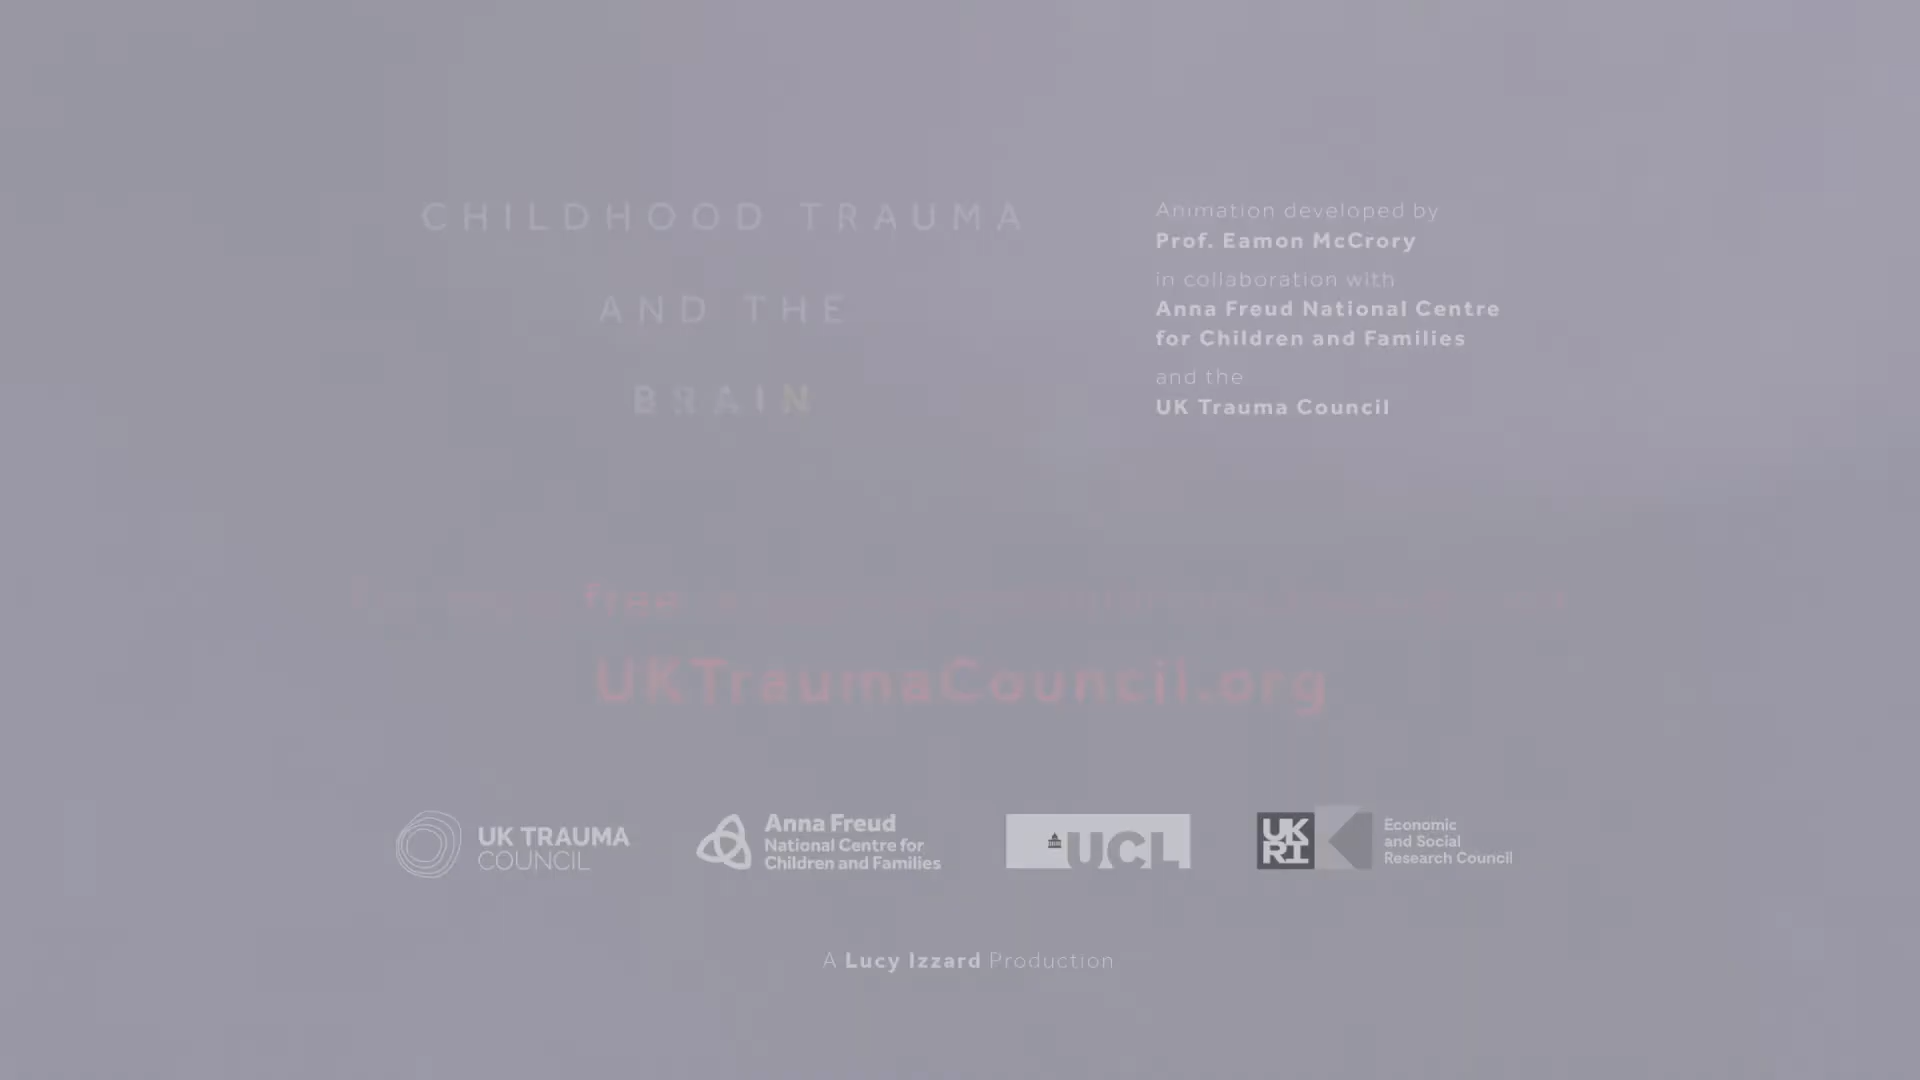 CHILDHOOD TRAUMA
AND THE
BRAIN
Animation developed by
Prof. Eamon McCrory
in collaboration with
Anna Freud National Centre
for Children and Families
and the
UK Trauma Council
free
UKTraumaCouncil.org
UK TRAUMA
COUNCIL
Anna Freud
National Centre for
Children and Families
UCL
UK
RI
Economic
and Social
Research Council
A Lucy Izzard Production